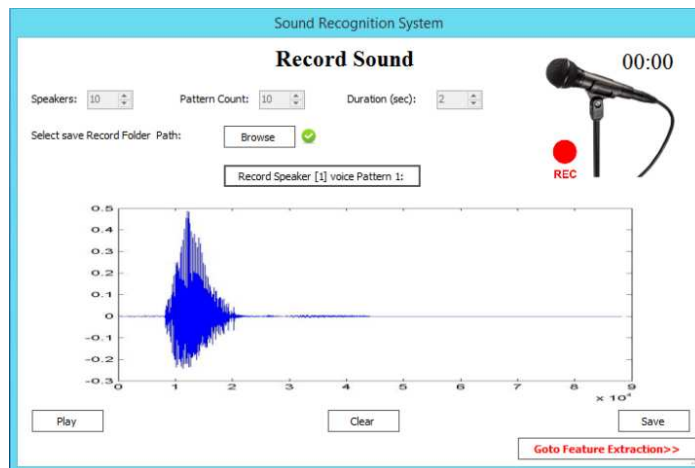 Sound Recognition System
Record Sound
00:00
Speakers: 10 Pattern Count: 10 Duration (sec): 2
Select save Record Folder Path: Browse
REC
Record Speaker [1] voice Pattern 1:
0.5
0.4
0.3
0.2
0.1
0
-0.1
-0.2
-0.3
0 1 2 3 4 5 6 7 8 9
x 10⁴
Play Clear Save
Goto Feature Extraction>>